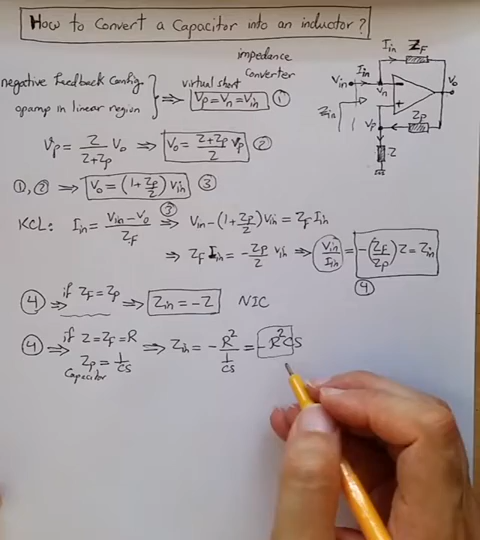 How to Convert a Capacitor into an inductor?
impedance converter
negative feedback Config.
opamp in linear region
} ⇒ virtual short Vp=Vn=Vin ①
Vp = Z/(Z+Zp) Vo ⇒ Vo = (Z+Zp)/Z Vp ②
①,② ⇒ Vo = (1+Zp/Z) Vin ③
KCL: Iin = (Vin-Vo)/ZF ⇒③ Vin-(1+Zp/Z)Vin = ZF Iin
⇒ ZF Iin = -Zp/Z Vin ⇒ Vin/Iin = -(ZF/Zp)Z = Zin
④
④ ⇒ if ZF = Zp ⇒ Zin = -Z NIC
④ ⇒ if Z = ZF = R, Zp = 1/CS ⇒ Zin = - R²/(1/CS) = -R²CS
Capacitor
Iin ZF
Vin Iin Vn Vo
Zin
Vp Zp
Z
- +